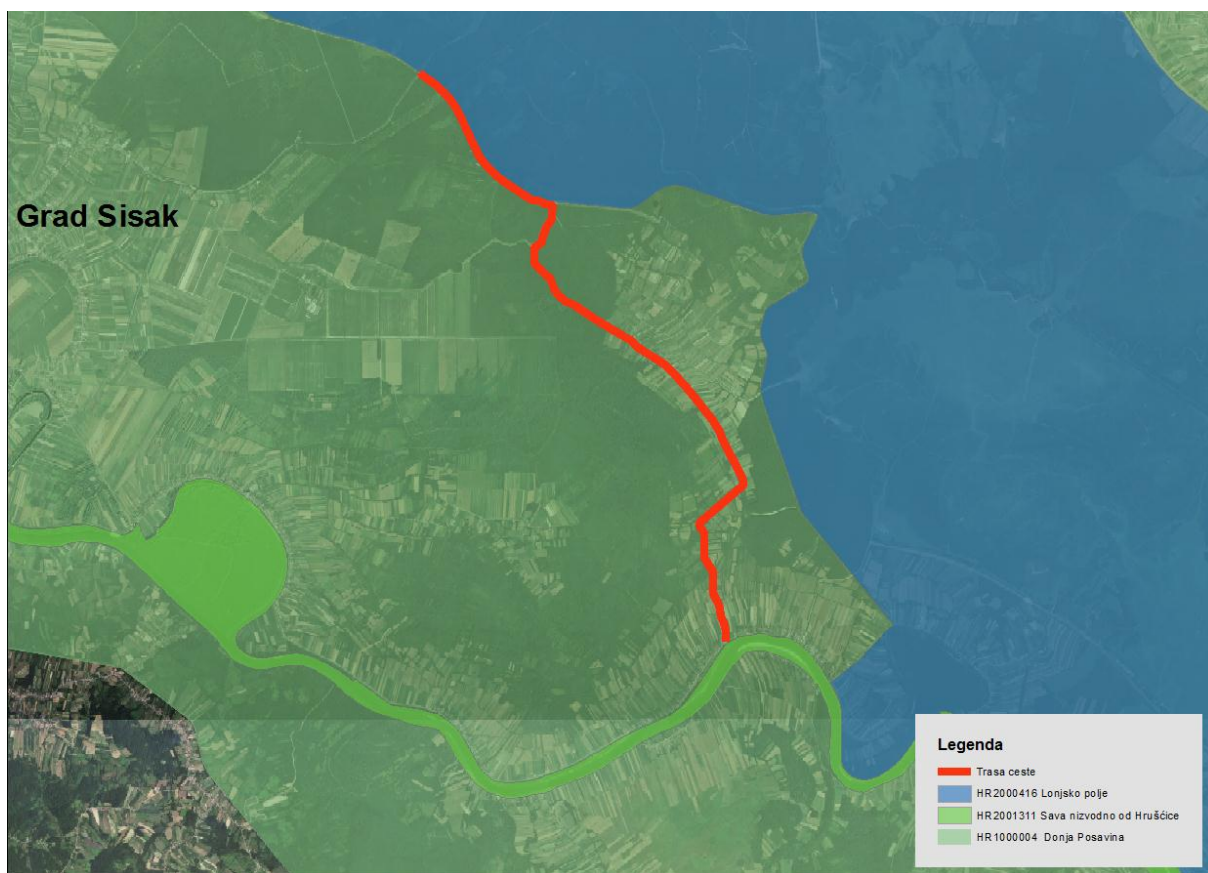 Grad Sisak
Legenda
Trasa ceste
HR2000416 Lonjsko polje
HR2001311 Sava nizvodno od Hrušćice
HR1000004 Donja Posavina